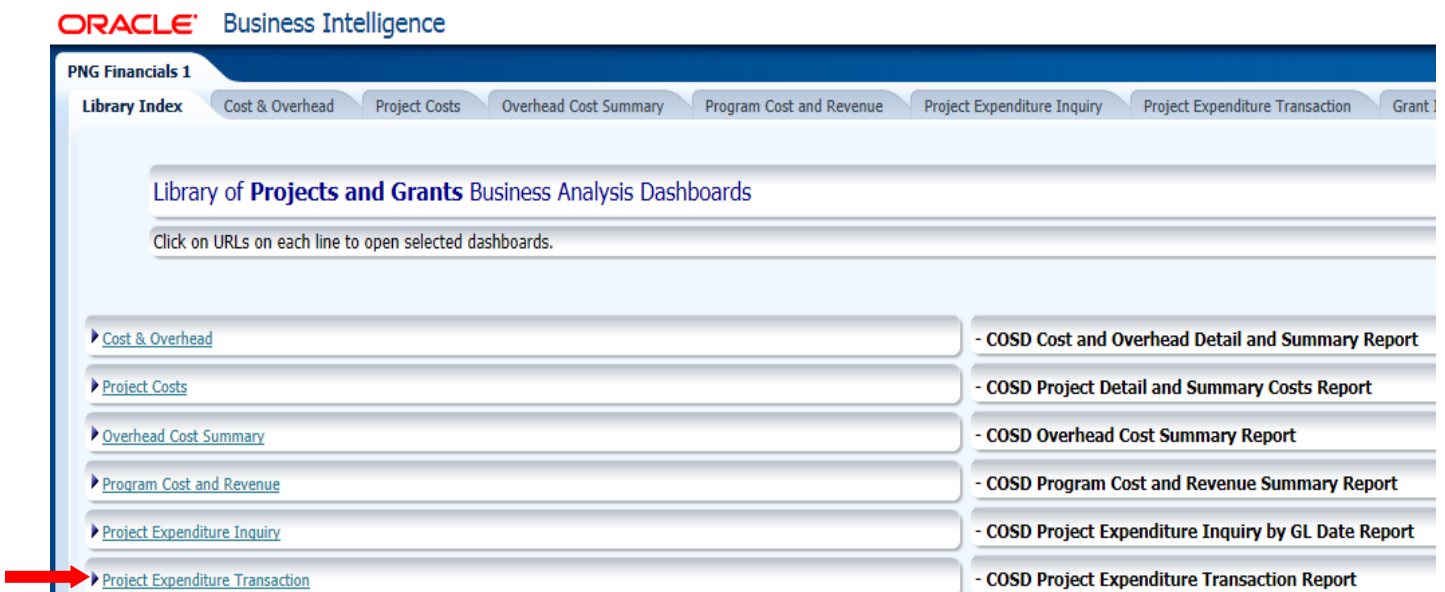 ORACLE Business Intelligence
PNG Financials 1
Library Index Cost & Overhead Project Costs Overhead Cost Summary Program Cost and Revenue Project Expenditure Inquiry Project Expenditure Transaction Grant
Library of Projects and Grants Business Analysis Dashboards
Click on URLs on each line to open selected dashboards.
Cost & Overhead - COSD Cost and Overhead Detail and Summary Report
Project Costs - COSD Project Detail and Summary Costs Report
Overhead Cost Summary - COSD Overhead Cost Summary Report
Program Cost and Revenue - COSD Program Cost and Revenue Summary Report
Project Expenditure Inquiry - COSD Project Expenditure Inquiry by GL Date Report
Project Expenditure Transaction - COSD Project Expenditure Transaction Report